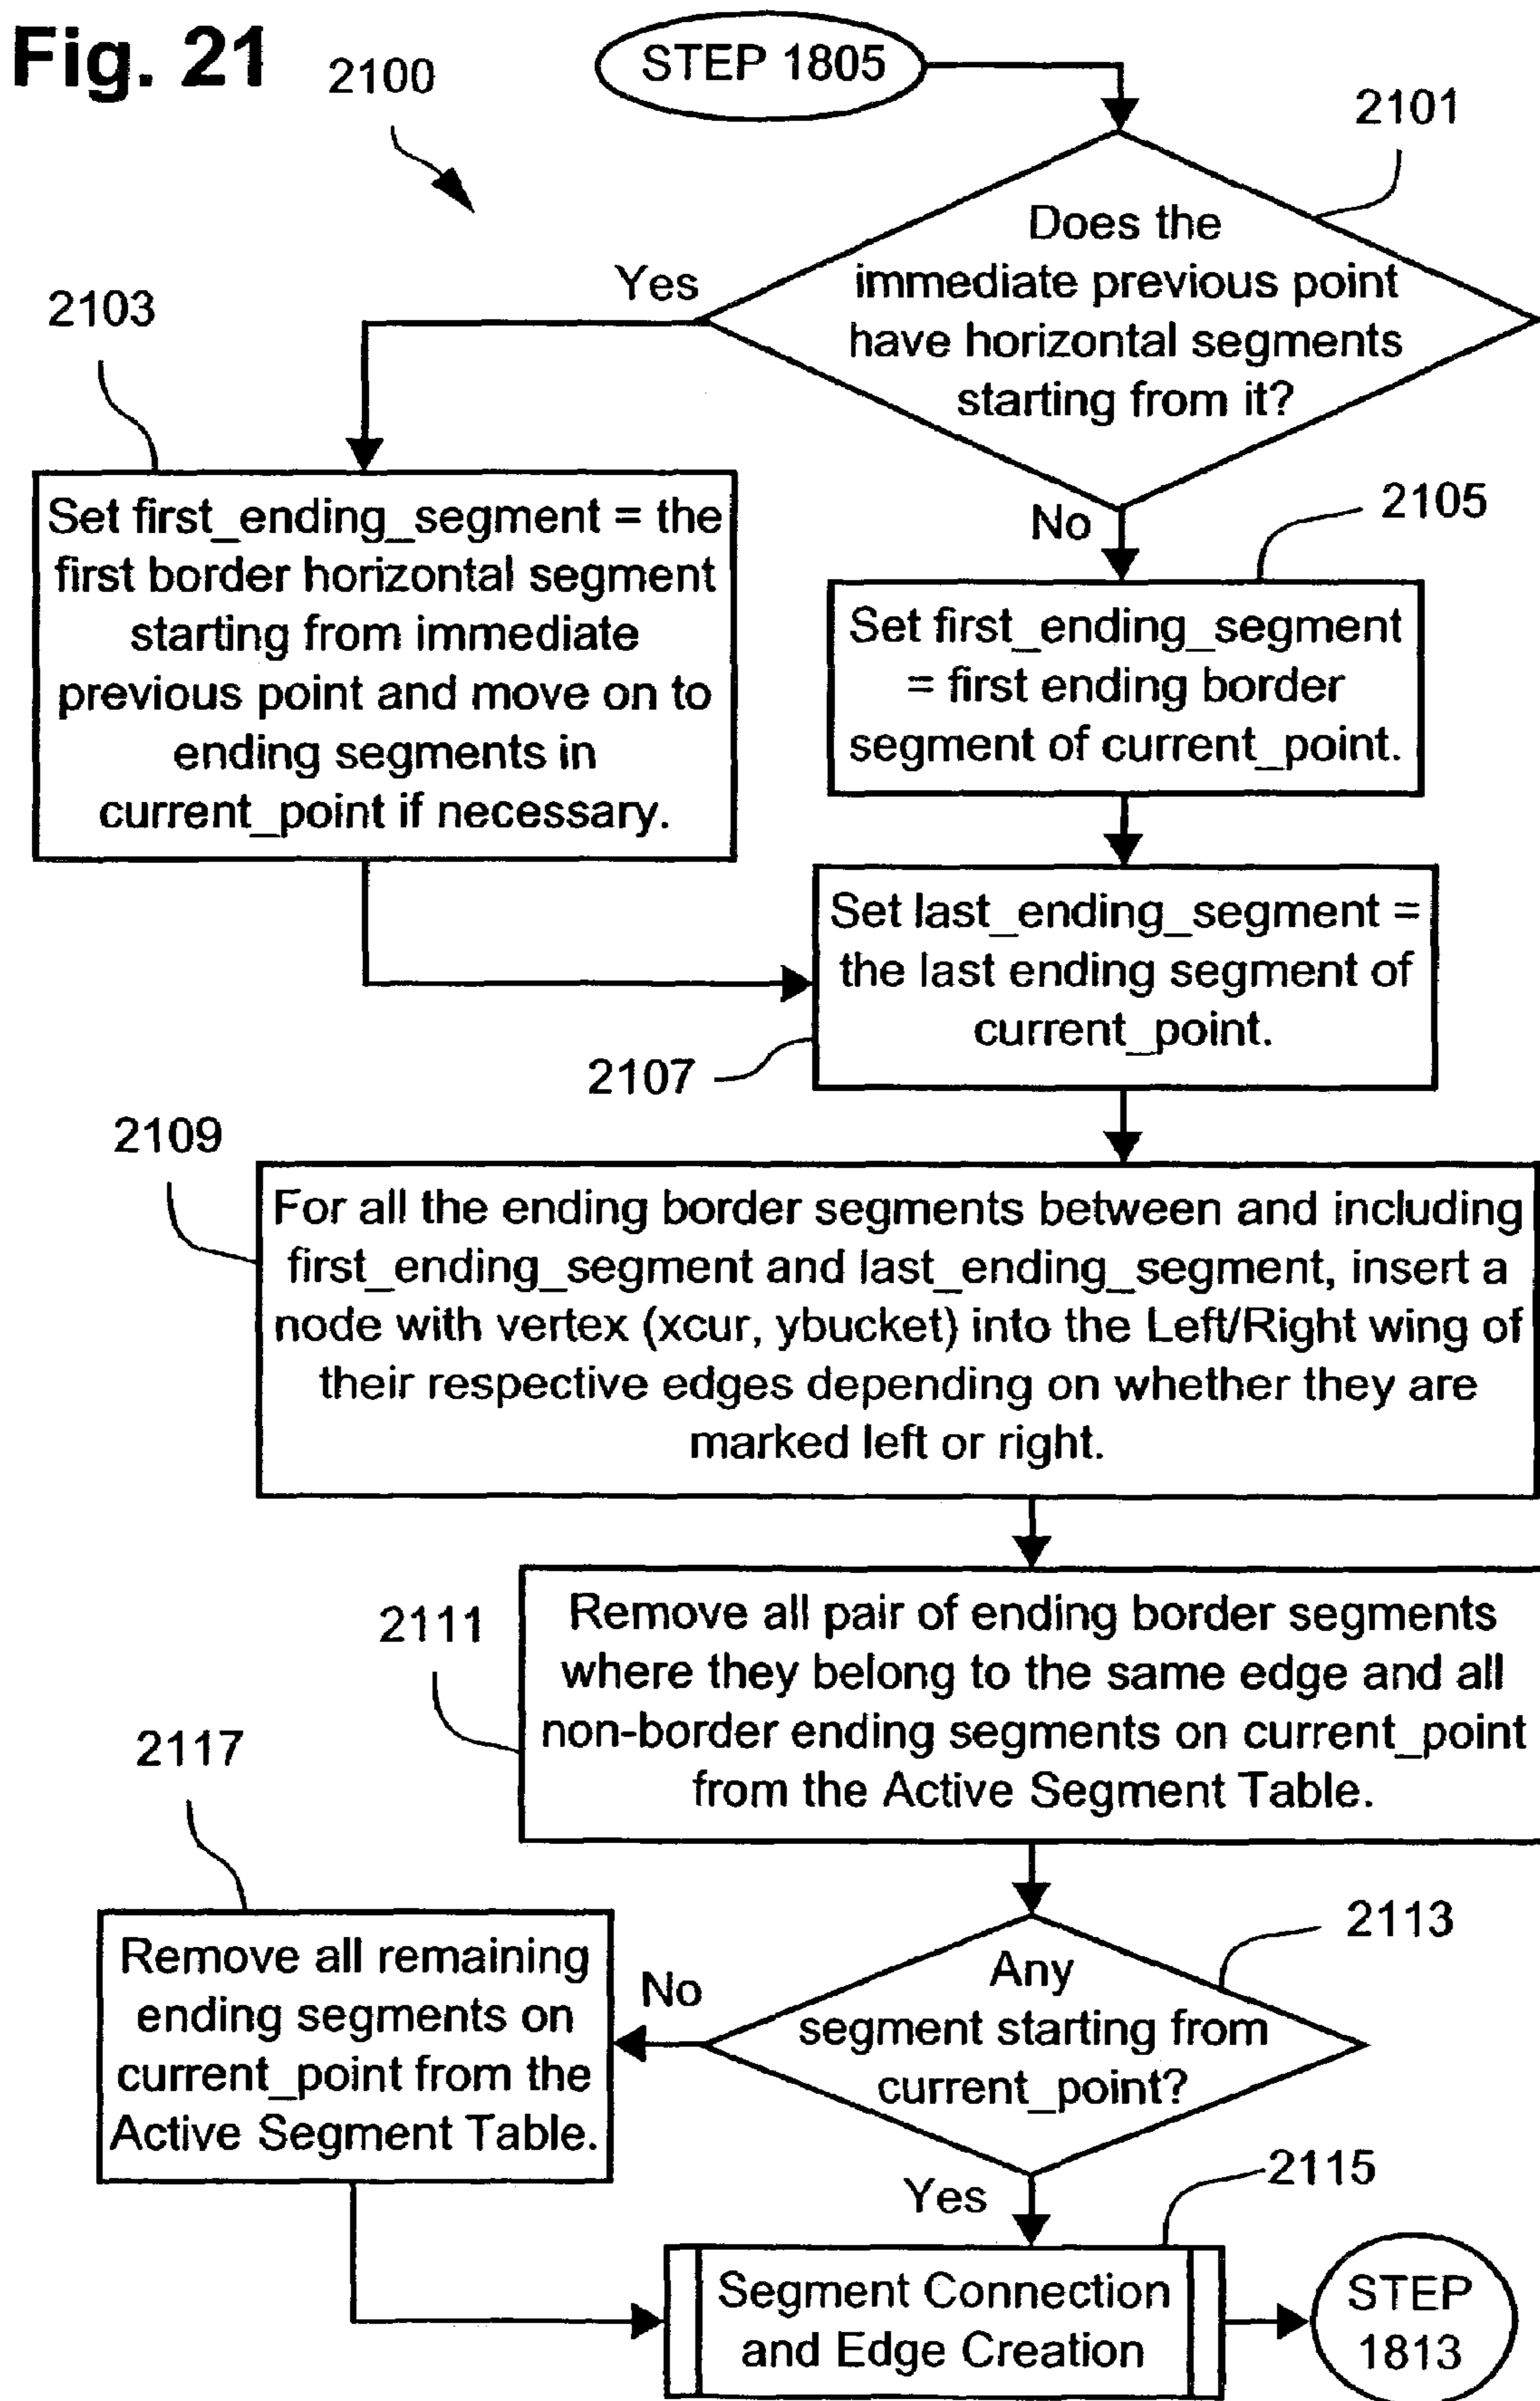 Fig. 21
2100
STEP 1805
2101
Does the
immediate previous point
have horizontal segments
starting from it?
Yes
No
2103
Set first_ending_segment = the
first border horizontal segment
starting from immediate
previous point and move on to
ending segments in
current_point if necessary.
2105
Set first_ending_segment
= first ending border
segment of current_point.
Set last_ending_segment =
the last ending segment of
current_point.
2107
2109
For all the ending border segments between and including
first_ending_segment and last_ending_segment, insert a
node with vertex (xcur, ybucket) into the Left/Right wing of
their respective edges depending on whether they are
marked left or right.
2111
Remove all pair of ending border segments
where they belong to the same edge and all
non-border ending segments on current_point
from the Active Segment Table.
2113
Any
segment starting from
current_point?
No
Yes
2117
Remove all remaining
ending segments on
current_point from the
Active Segment Table.
2115
Segment Connection
and Edge Creation
STEP
1813